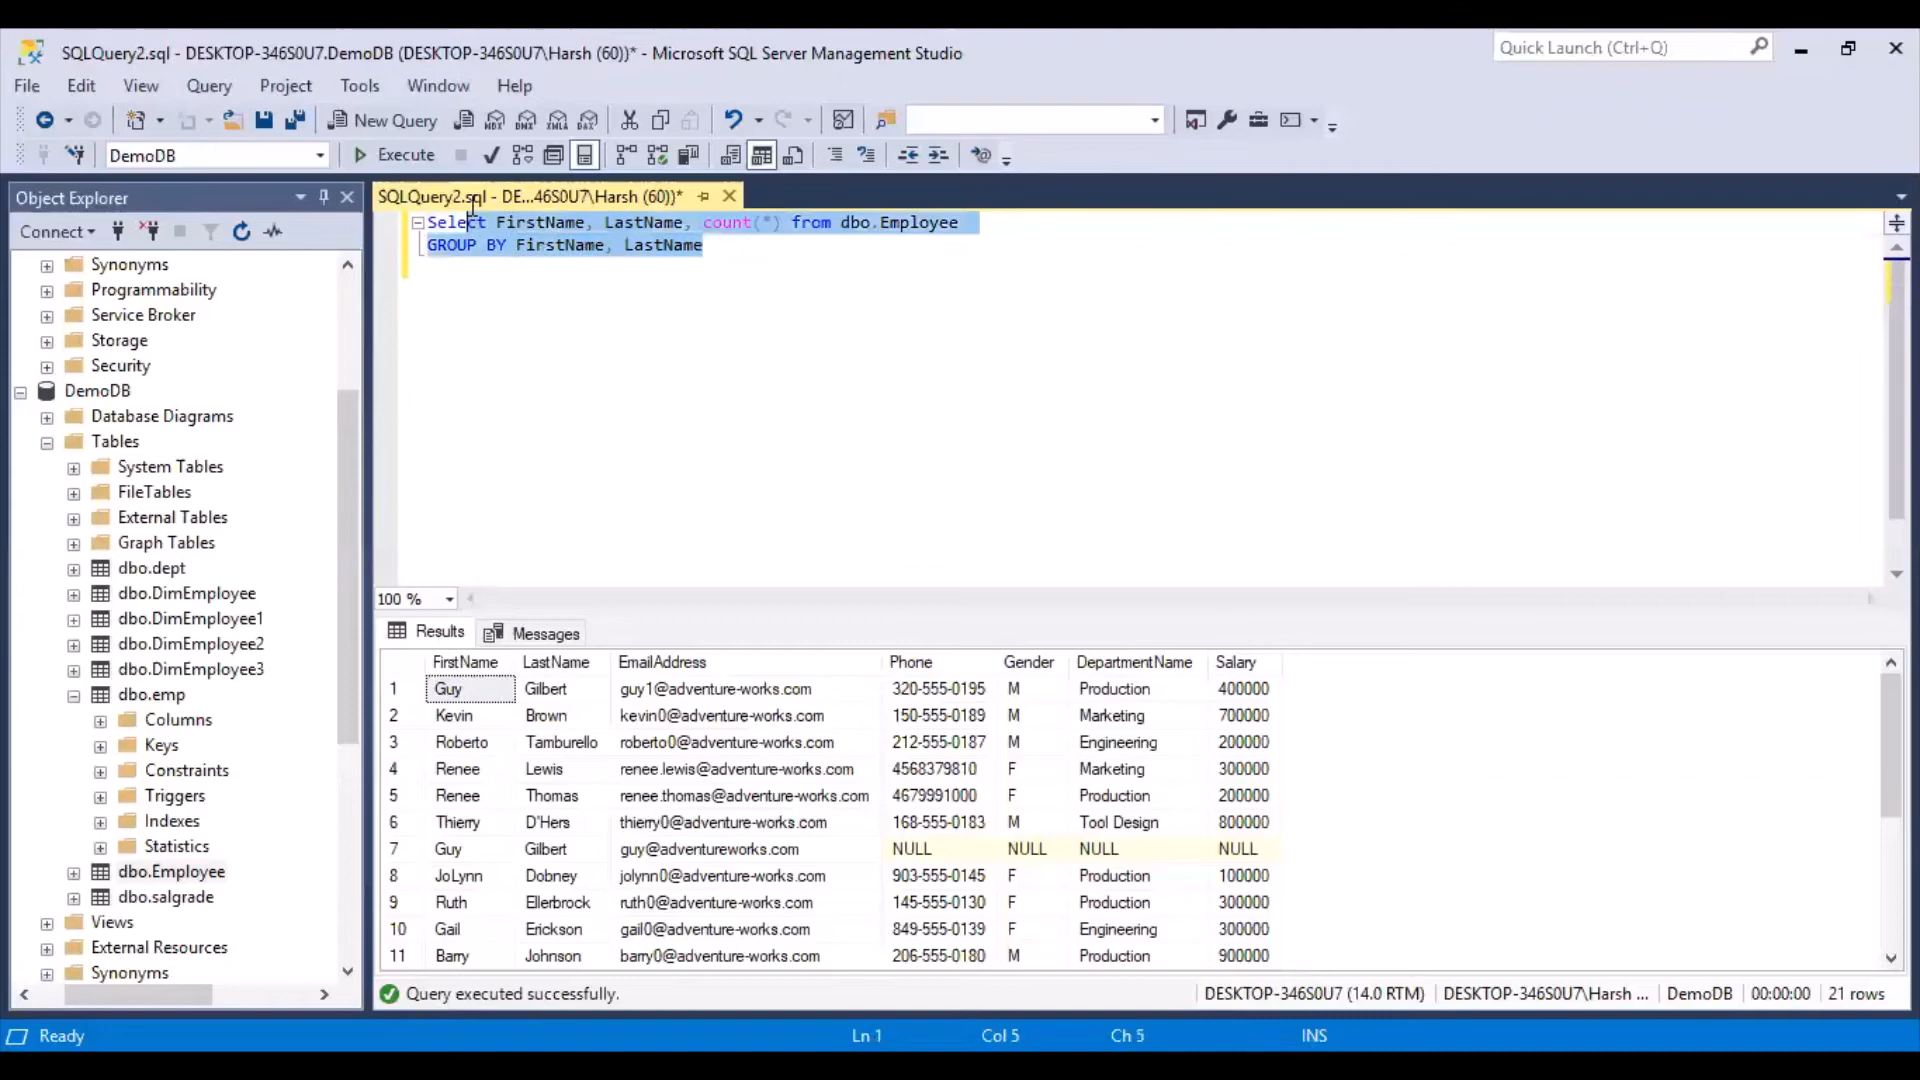 SQLQuery2.sql - DESKTOP-346S0U7.DemoDB (DESKTOP-346S0U7\Harsh (60))* - Microsoft SQL Server Management Studio
Quick Launch (Ctrl+Q)
File Edit View Query Project Tools Window Help
New Query
MDX DMX XMLA DAX
DemoDB
Execute
Object Explorer
SQLQuery2.sql - DE...46S0U7\Harsh (60))*
Connect
Select FirstName, LastName, count(*) from dbo.Employee
GROUP BY FirstName, LastName
Synonyms
Programmability
Service Broker
Storage
Security
DemoDB
Database Diagrams
Tables
System Tables
FileTables
External Tables
Graph Tables
dbo.dept
dbo.DimEmployee
dbo.DimEmployee1
dbo.DimEmployee2
dbo.DimEmployee3
dbo.emp
Columns
Keys
Constraints
Triggers
Indexes
Statistics
dbo.Employee
dbo.salgrade
Views
External Resources
Synonyms
100 %
Results Messages
FirstName LastName EmailAddress Phone Gender DepartmentName Salary
1 Guy Gilbert guy1@adventure-works.com 320-555-0195 M Production 400000
2 Kevin Brown kevin0@adventure-works.com 150-555-0189 M Marketing 700000
3 Roberto Tamburello roberto0@adventure-works.com 212-555-0187 M Engineering 200000
4 Renee Lewis renee.lewis@adventure-works.com 4568379810 F Marketing 300000
5 Renee Thomas renee.thomas@adventure-works.com 4679991000 F Production 200000
6 Thierry D'Hers thierry0@adventure-works.com 168-555-0183 M Tool Design 800000
7 Guy Gilbert guy@adventureworks.com NULL NULL NULL NULL
8 JoLynn Dobney jolynn0@adventure-works.com 903-555-0145 F Production 100000
9 Ruth Ellerbrock ruth0@adventure-works.com 145-555-0130 F Production 300000
10 Gail Erickson gail0@adventure-works.com 849-555-0139 F Engineering 300000
11 Barry Johnson barry0@adventure-works.com 206-555-0180 M Production 900000
Query executed successfully. DESKTOP-346S0U7 (14.0 RTM) DESKTOP-346S0U7\Harsh ... DemoDB 00:00:00 21 rows
Ready Ln 1 Col 5 Ch 5 INS